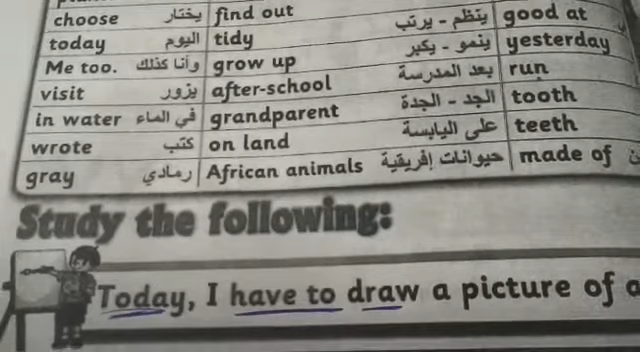 choose يختار find out ينظم - يرتب good at
today اليوم tidy ينمو - يكبر yesterday
Me too. وأنا كذلك grow up بعد المدرسة run
visit يزور after-school الجد - الجدة tooth
in water في الماء grandparent على اليابسة teeth
wrote كتب on land حيوانات إفريقية made of
gray رمادي African animals
Study the following:
Today, I have to draw a picture of a